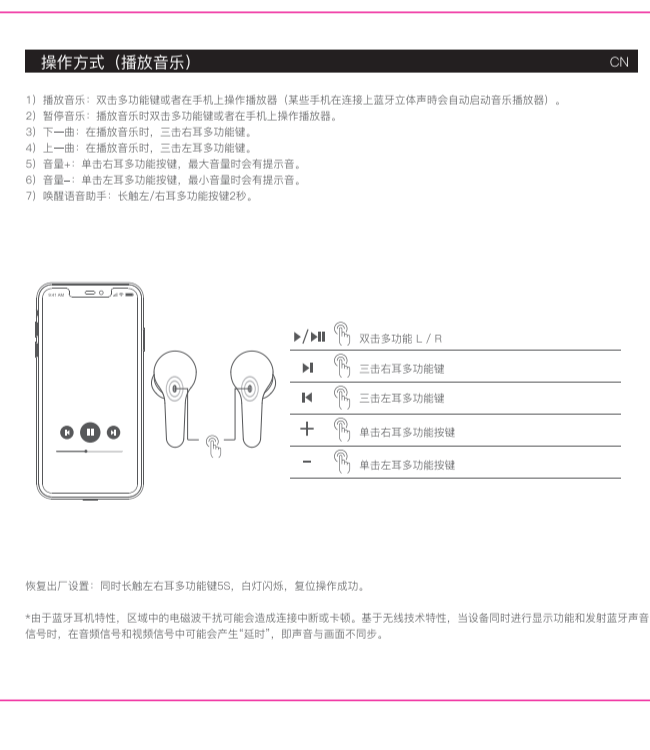 操作方式（播放音乐） CN
1）播放音乐：双击多功能键或者在手机上操作播放器（某些手机在连接上蓝牙立体声時会自动启动音乐播放器）。
2）暂停音乐：播放音乐时双击多功能键或者在手机上操作播放器。
3）下一曲：在播放音乐时，三击右耳多功能键。
4）上一曲：在播放音乐时，三击左耳多功能键。
5）音量+：单击右耳多功能按键，最大音量时会有提示音。
6）音量–：单击左耳多功能按键，最小音量时会有提示音。
7）唤醒语音助手：长触左/右耳多功能按键2秒。
9:41 AM
双击多功能 L / R
三击右耳多功能键
三击左耳多功能键
+ 单击右耳多功能按键
- 单击左耳多功能按键
恢复出厂设置：同时长触左右耳多功能键5S，白灯闪烁，复位操作成功。
*由于蓝牙耳机特性，区域中的电磁波干扰可能会造成连接中断或卡顿。基于无线技术特性，当设备同时进行显示功能和发射蓝牙声音
信号时，在音频信号和视频信号中可能会产生“延时”，即声音与画面不同步。